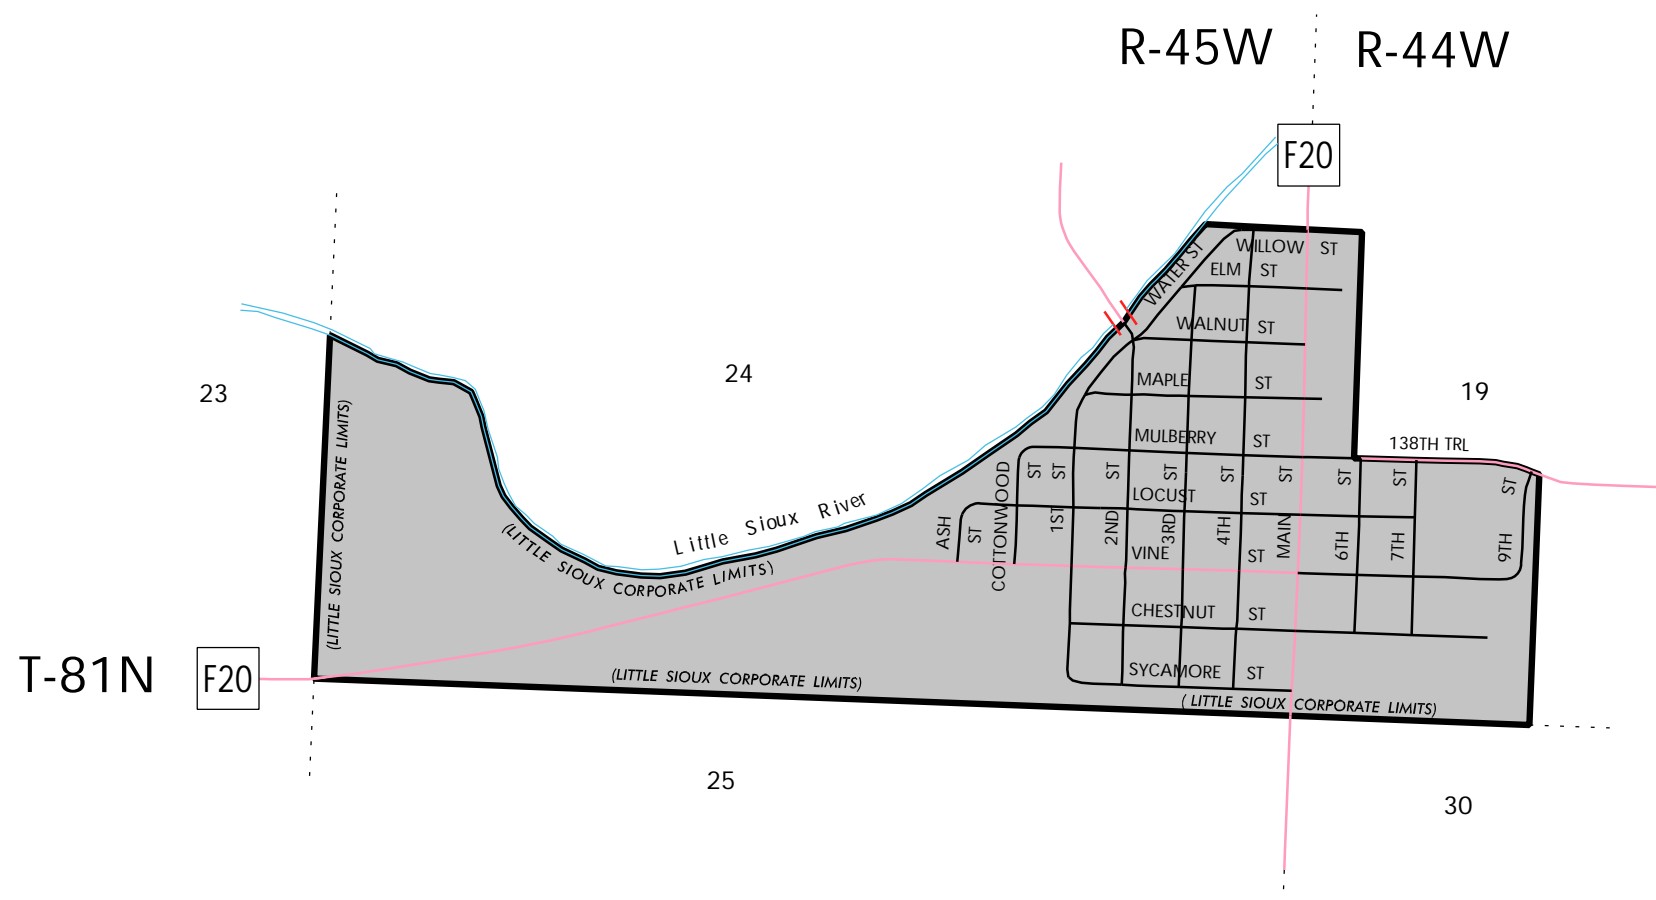 R-45W
R-44W
F20
WILLOW ST
WATER ST
ELM ST
WALNUT ST
24
MAPLE ST
19
23
138TH TRL
MULBERRY ST
(LITTLE SIOUX CORPORATE LIMITS)
Little Sioux River
(LITTLE SIOUX CORPORATE LIMITS)
ASH ST
COTTONWOOD ST
1ST ST
2ND ST
3RD ST
4TH ST
MAIN ST
6TH ST
7TH ST
9TH ST
LOCUST ST
VINE ST
CHESTNUT ST
SYCAMORE ST
T-81N
F20
(LITTLE SIOUX CORPORATE LIMITS)
( LITTLE SIOUX CORPORATE LIMITS)
25
30